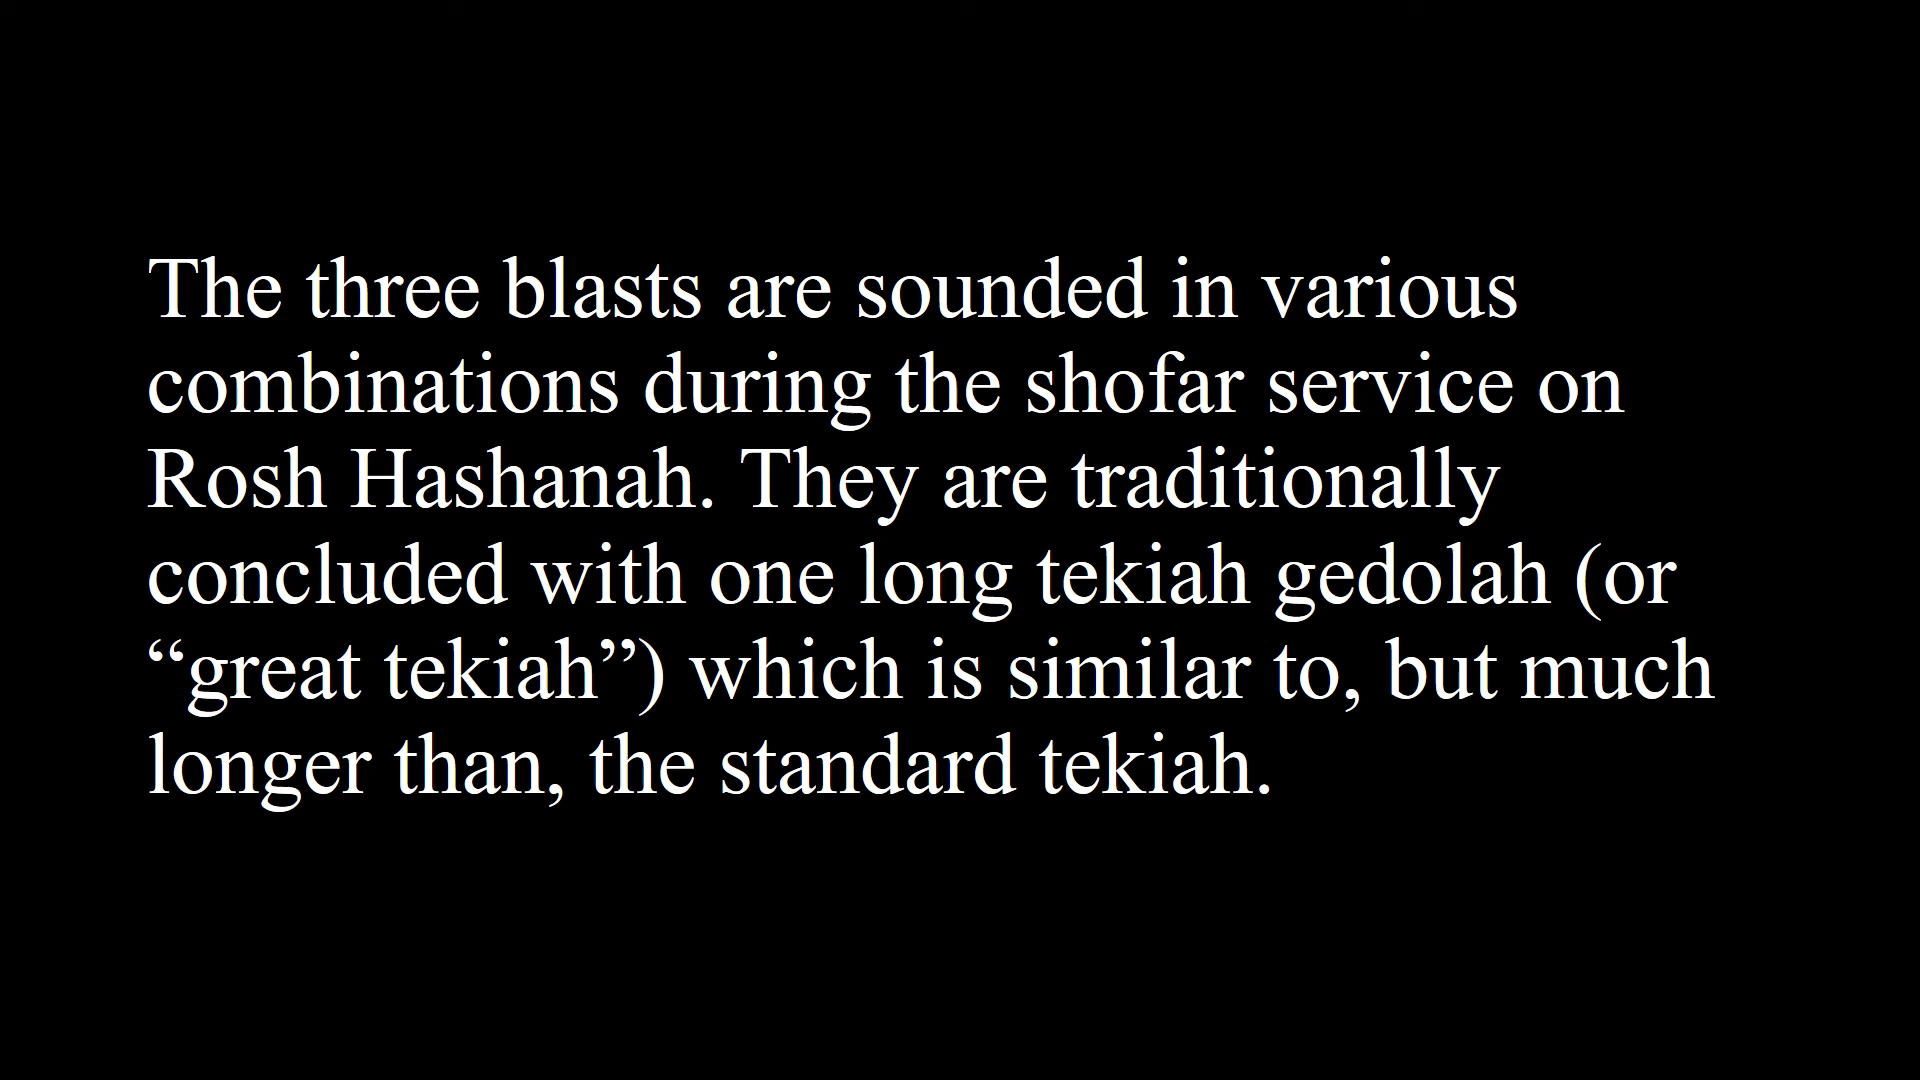 The three blasts are sounded in various
combinations during the shofar service on
Rosh Hashanah. They are traditionally
concluded with one long tekiah gedolah (or
“great tekiah”) which is similar to, but much
longer than, the standard tekiah.